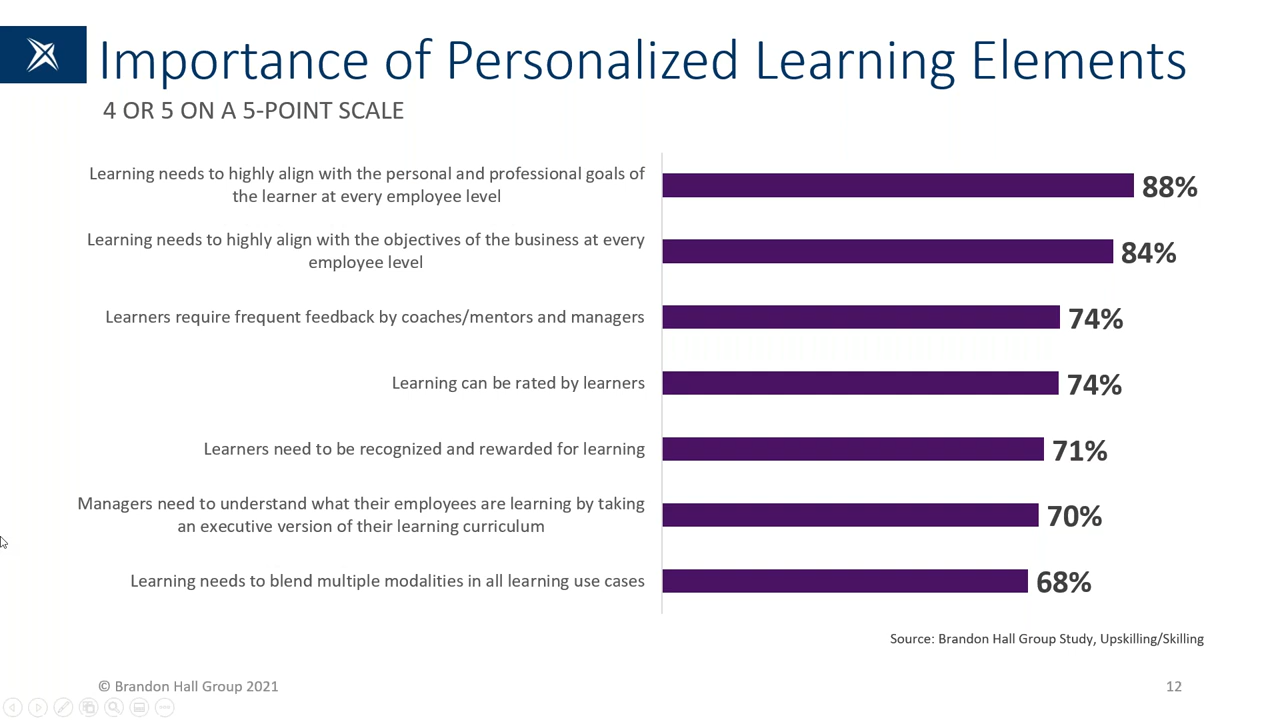 Importance of Personalized Learning Elements
4 OR 5 ON A 5-POINT SCALE
Learning needs to highly align with the personal and professional goals of
the learner at every employee level
88%
Learning needs to highly align with the objectives of the business at every
employee level
84%
Learners require frequent feedback by coaches/mentors and managers
74%
Learning can be rated by learners
74%
Learners need to be recognized and rewarded for learning
71%
Managers need to understand what their employees are learning by taking
an executive version of their learning curriculum
70%
Learning needs to blend multiple modalities in all learning use cases
68%
Source: Brandon Hall Group Study, Upskilling/Skilling
© Brandon Hall Group 2021
12